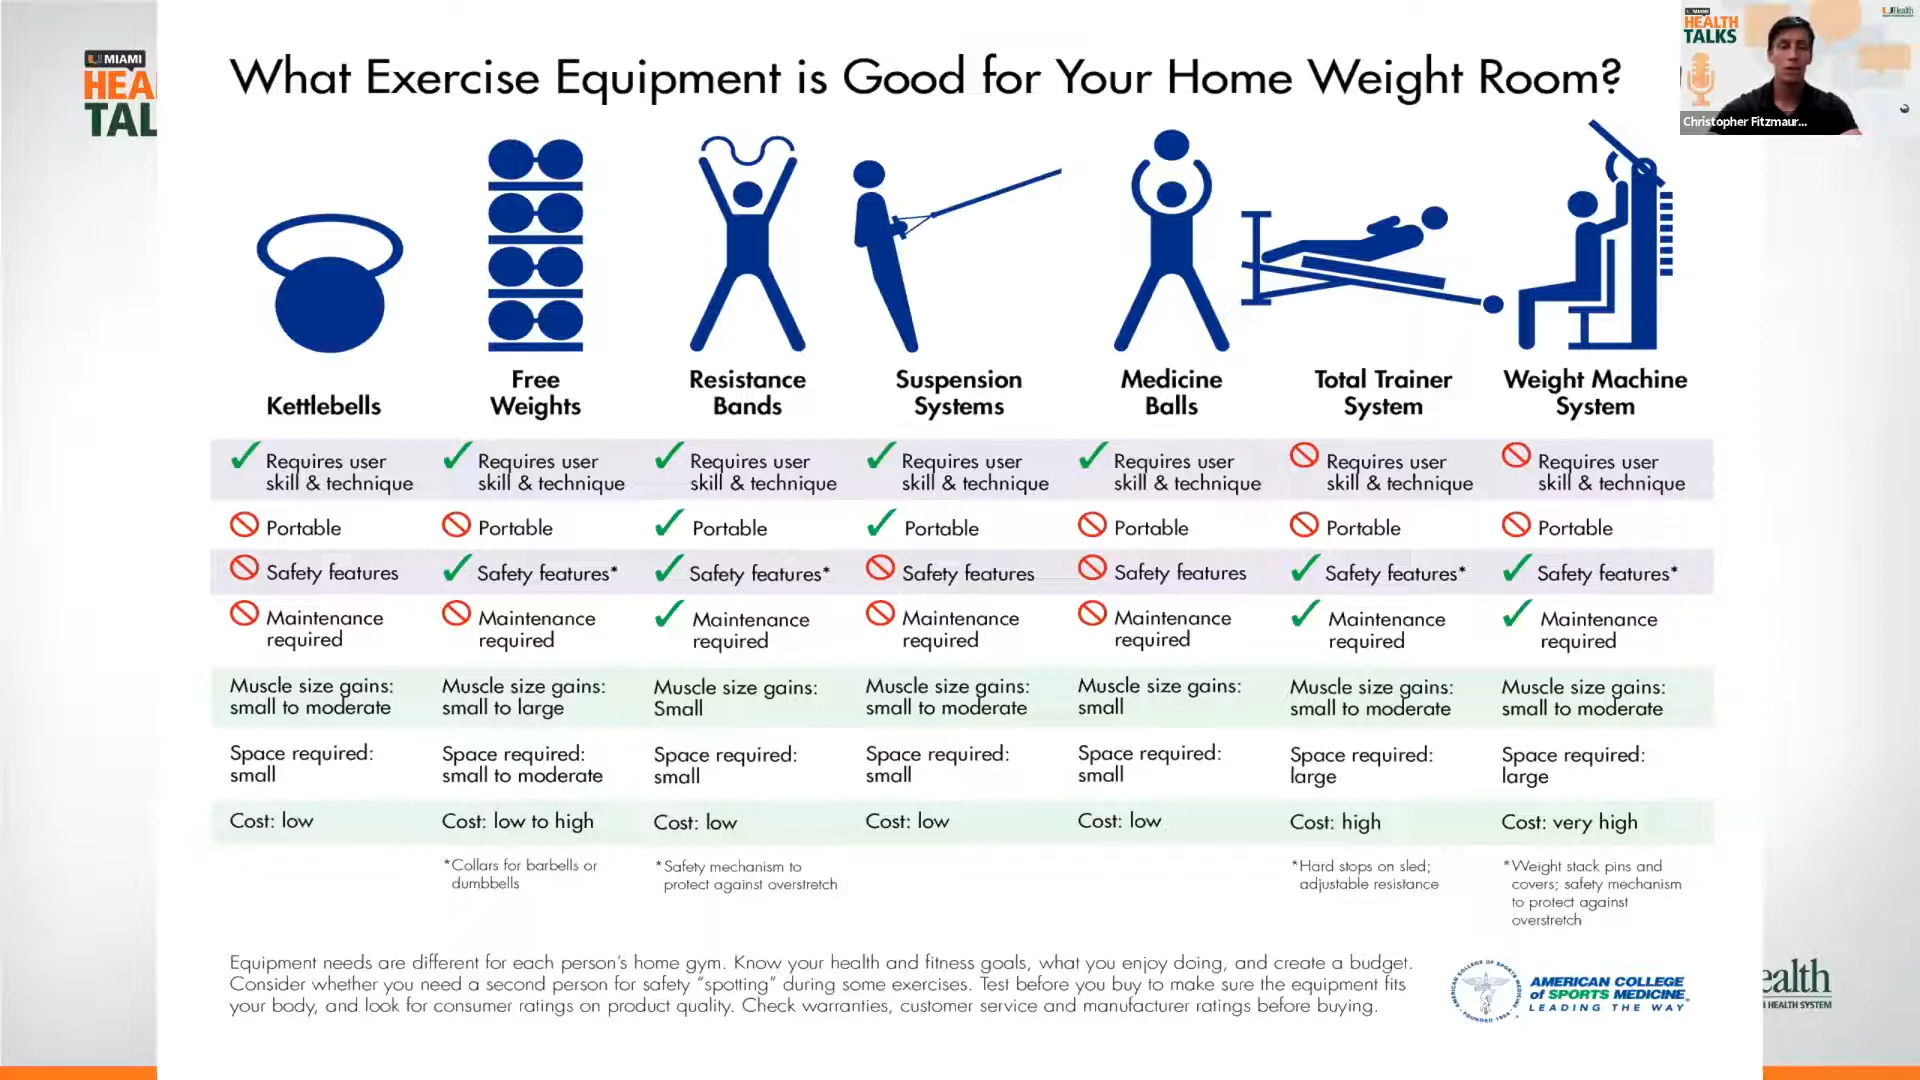 U MIAMI
HEA
TAL
What Exercise Equipment is Good for Your Home Weight Room?
MIAMI
HEALTH
TALKS
UHealth
Christopher Fitzmaur...
Kettlebells
Free
Weights
Resistance
Bands
Suspension
Systems
Medicine
Balls
Total Trainer
System
Weight Machine
System
Requires user
skill & technique
Requires user
skill & technique
Requires user
skill & technique
Requires user
skill & technique
Requires user
skill & technique
Requires user
skill & technique
Requires user
skill & technique
Portable
Portable
Portable
Portable
Portable
Portable
Portable
Safety features
Safety features*
Safety features*
Safety features
Safety features
Safety features*
Safety features*
Maintenance
required
Maintenance
required
Maintenance
required
Maintenance
required
Maintenance
required
Maintenance
required
Maintenance
required
Muscle size gains:
small to moderate
Muscle size gains:
small to large
Muscle size gains:
Small
Muscle size gains:
small to moderate
Muscle size gains:
small
Muscle size gains:
small to moderate
Muscle size gains:
small to moderate
Space required:
small
Space required:
small to moderate
Space required:
small
Space required:
small
Space required:
small
Space required:
large
Space required:
large
Cost: low
Cost: low to high
Cost: low
Cost: low
Cost: low
Cost: high
Cost: very high
*Collars for barbells or
dumbbells
*Safety mechanism to
protect against overstretch
*Hard stops on sled;
adjustable resistance
*Weight stack pins and
covers; safety mechanism
to protect against
overstretch
Equipment needs are different for each person's home gym. Know your health and fitness goals, what you enjoy doing, and create a budget.
Consider whether you need a second person for safety "spotting" during some exercises. Test before you buy to make sure the equipment fits
your body, and look for consumer ratings on product quality. Check warranties, customer service and manufacturer ratings before buying.
AMERICAN COLLEGE OF SPORTS MEDICINE
FOUNDED 1954
AMERICAN COLLEGE
of SPORTS MEDICINE
LEADING THE WAY
ealth
HEALTH SYSTEM